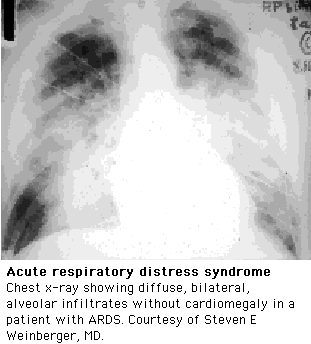 Acute respiratory distress syndrome
Chest x-ray showing diffuse, bilateral,
alveolar infiltrates without cardiomegaly in a
patient with ARDS. Courtesy of Steven E
Weinberger, MD.